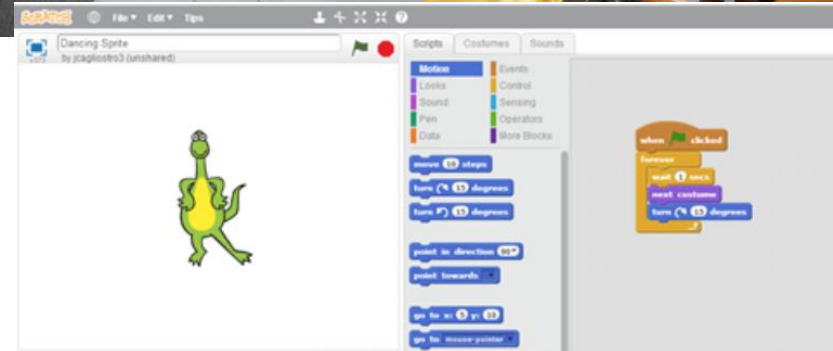 SCRATCH File Edit Tips
Dancing Sprite
by jcagliostro3 (unshared)
Scripts Costumes Sounds
Motion Events
Looks Control
Sound Sensing
Pen Operators
Data More Blocks
move 10 steps
turn 15 degrees
turn 15 degrees
point in direction 90
point towards
go to x: 5 y:
go to mouse-pointer
when clicked
forever
wait 1 secs
next costume
turn 15 degrees